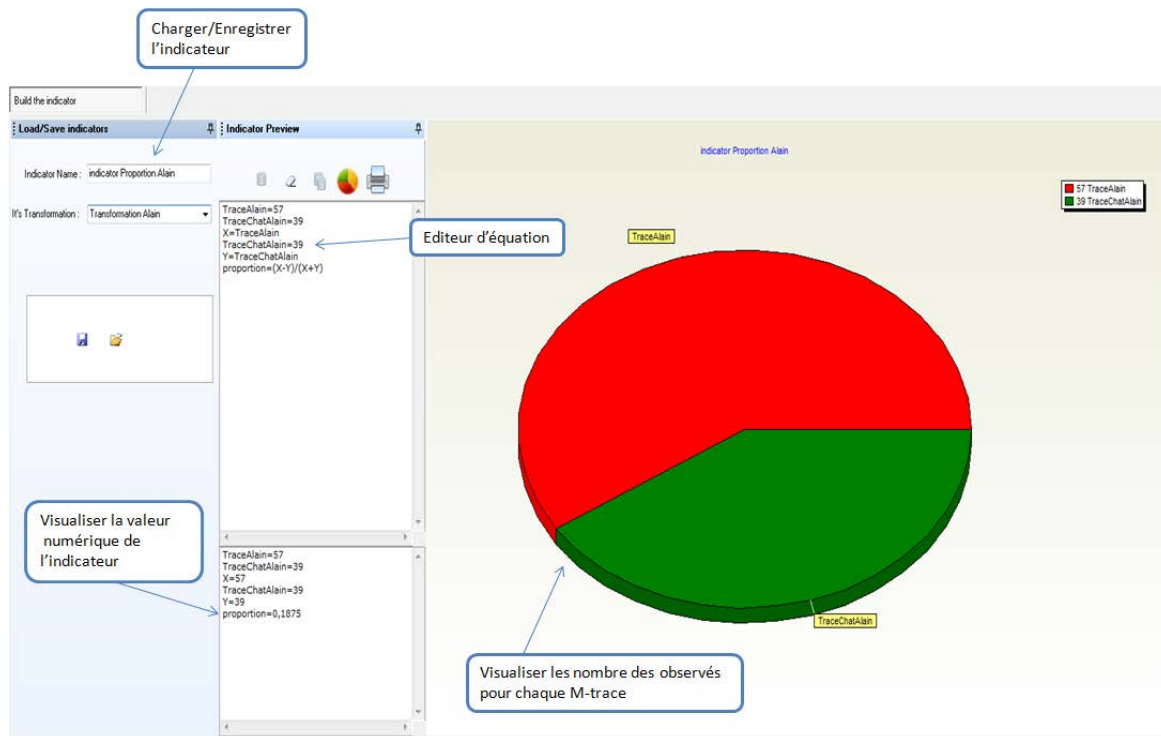 Charger/Enregistrer
l'indicateur
Build the indicator
Load/Save indicators
Indicator Name : indicator Proportion Alain
It's Transformation : Transformation Alain
Indicator Preview
TraceAlain=57
TraceChatAlain=39
X=TraceAlain
TraceChatAlain=39
Y=TraceChatAlain
proportion=(X-Y)/(X+Y)
Editeur d'équation
Visualiser la valeur
numérique de
l'indicateur
TraceAlain=57
TraceChatAlain=39
X=57
TraceChatAlain=39
Y=39
proportion=0,1875
indicator Proportion Alain
57 TraceAlain
39 TraceChatAlain
TraceAlain
TraceChatAlain
Visualiser les nombre des observés
pour chaque M-trace